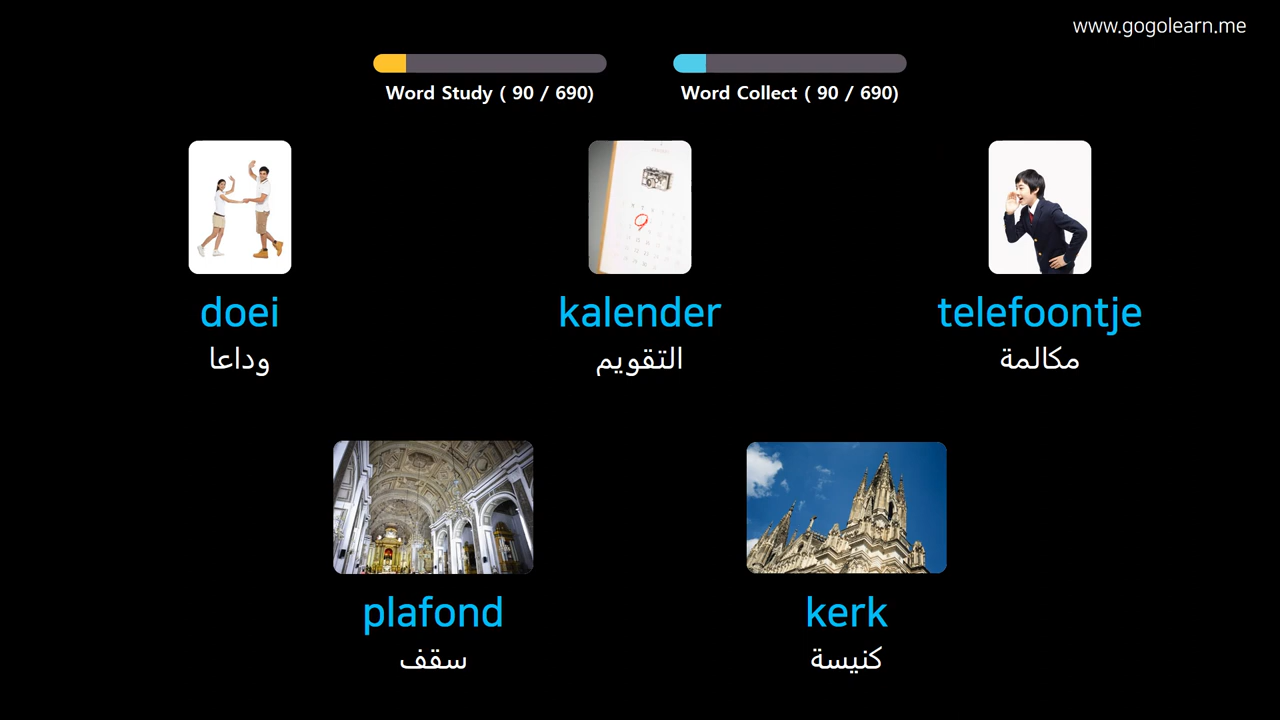 www.gogolearn.me
Word Study ( 90 / 690)
Word Collect ( 90 / 690)
doei
وداعا
kalender
التقويم
telefoontje
مكالمة
plafond
سقف
kerk
كنيسة